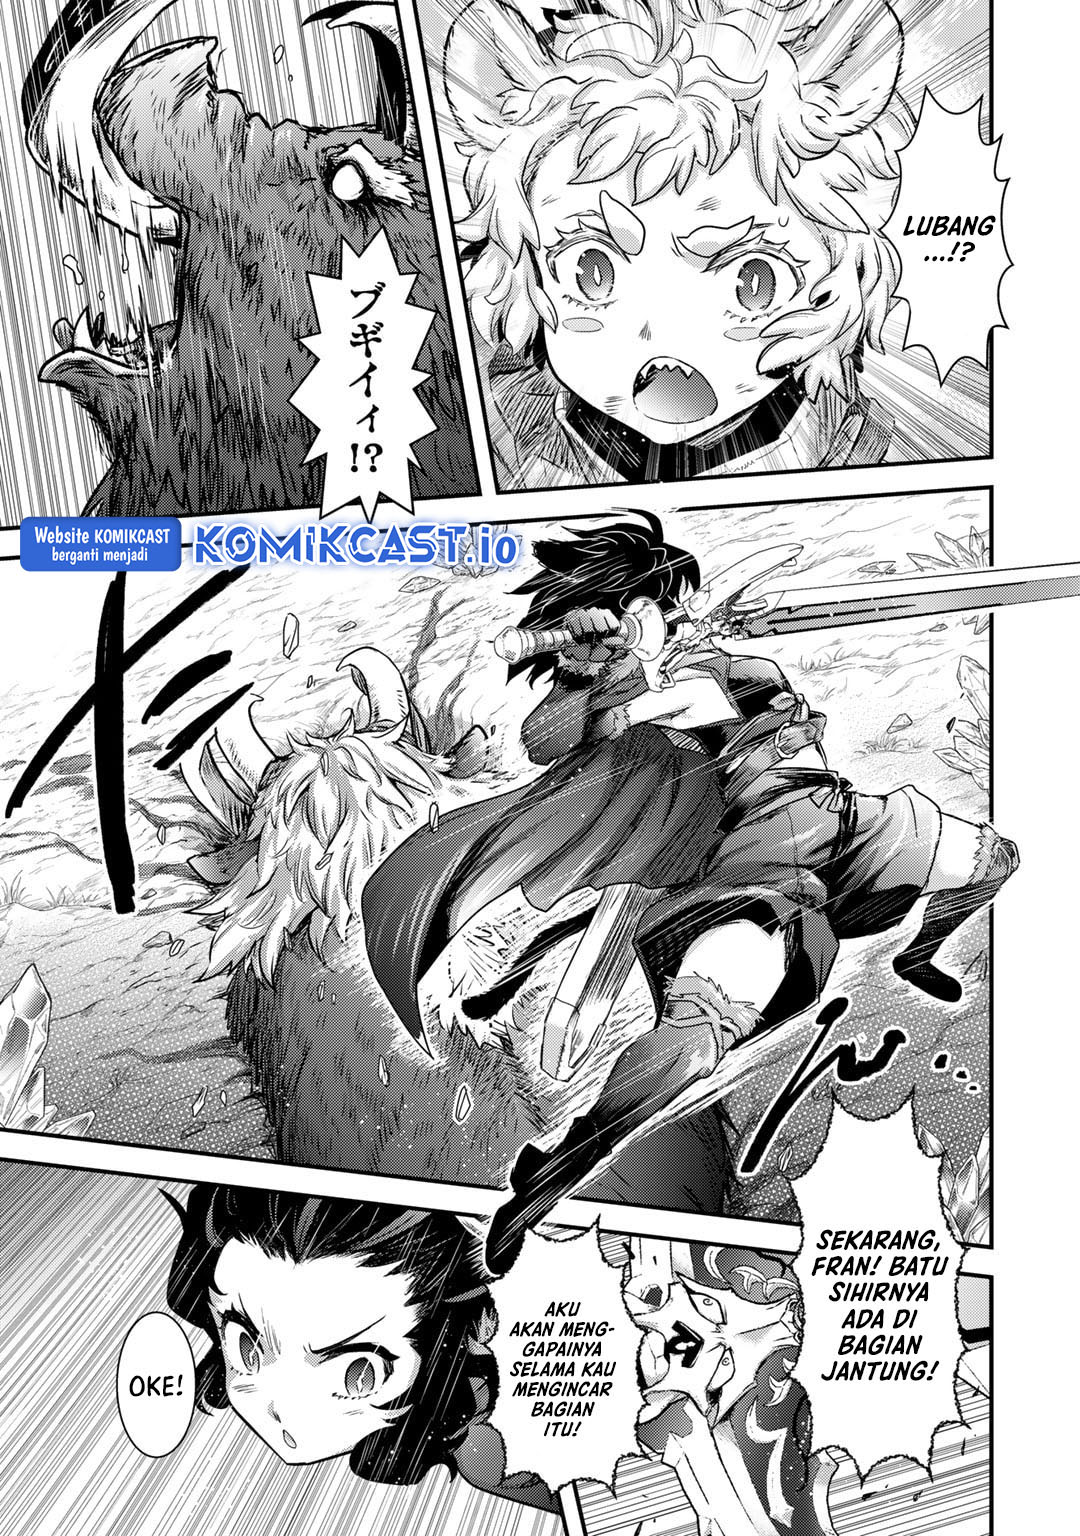 LUBANG
...!?
ブギィィ!?
Website KOMIKCAST
berganti menjadi
KOMIKCAST.io
SEKARANG,
FRAN! BATU
SIHIRNYA
ADA DI
BAGIAN
JANTUNG!
AKU
AKAN MENG-
GAPAINYA
SELAMA KAU
MENGINCAR
BAGIAN
ITU!
OKE!